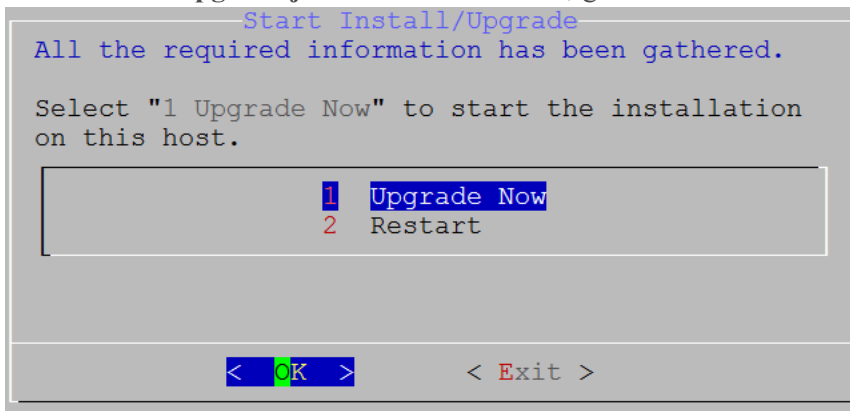 Start Install/Upgrade
All the required information has been gathered.
Select "1 Upgrade Now" to start the installation
on this host.
1 Upgrade Now
2 Restart
< OK > < Exit >